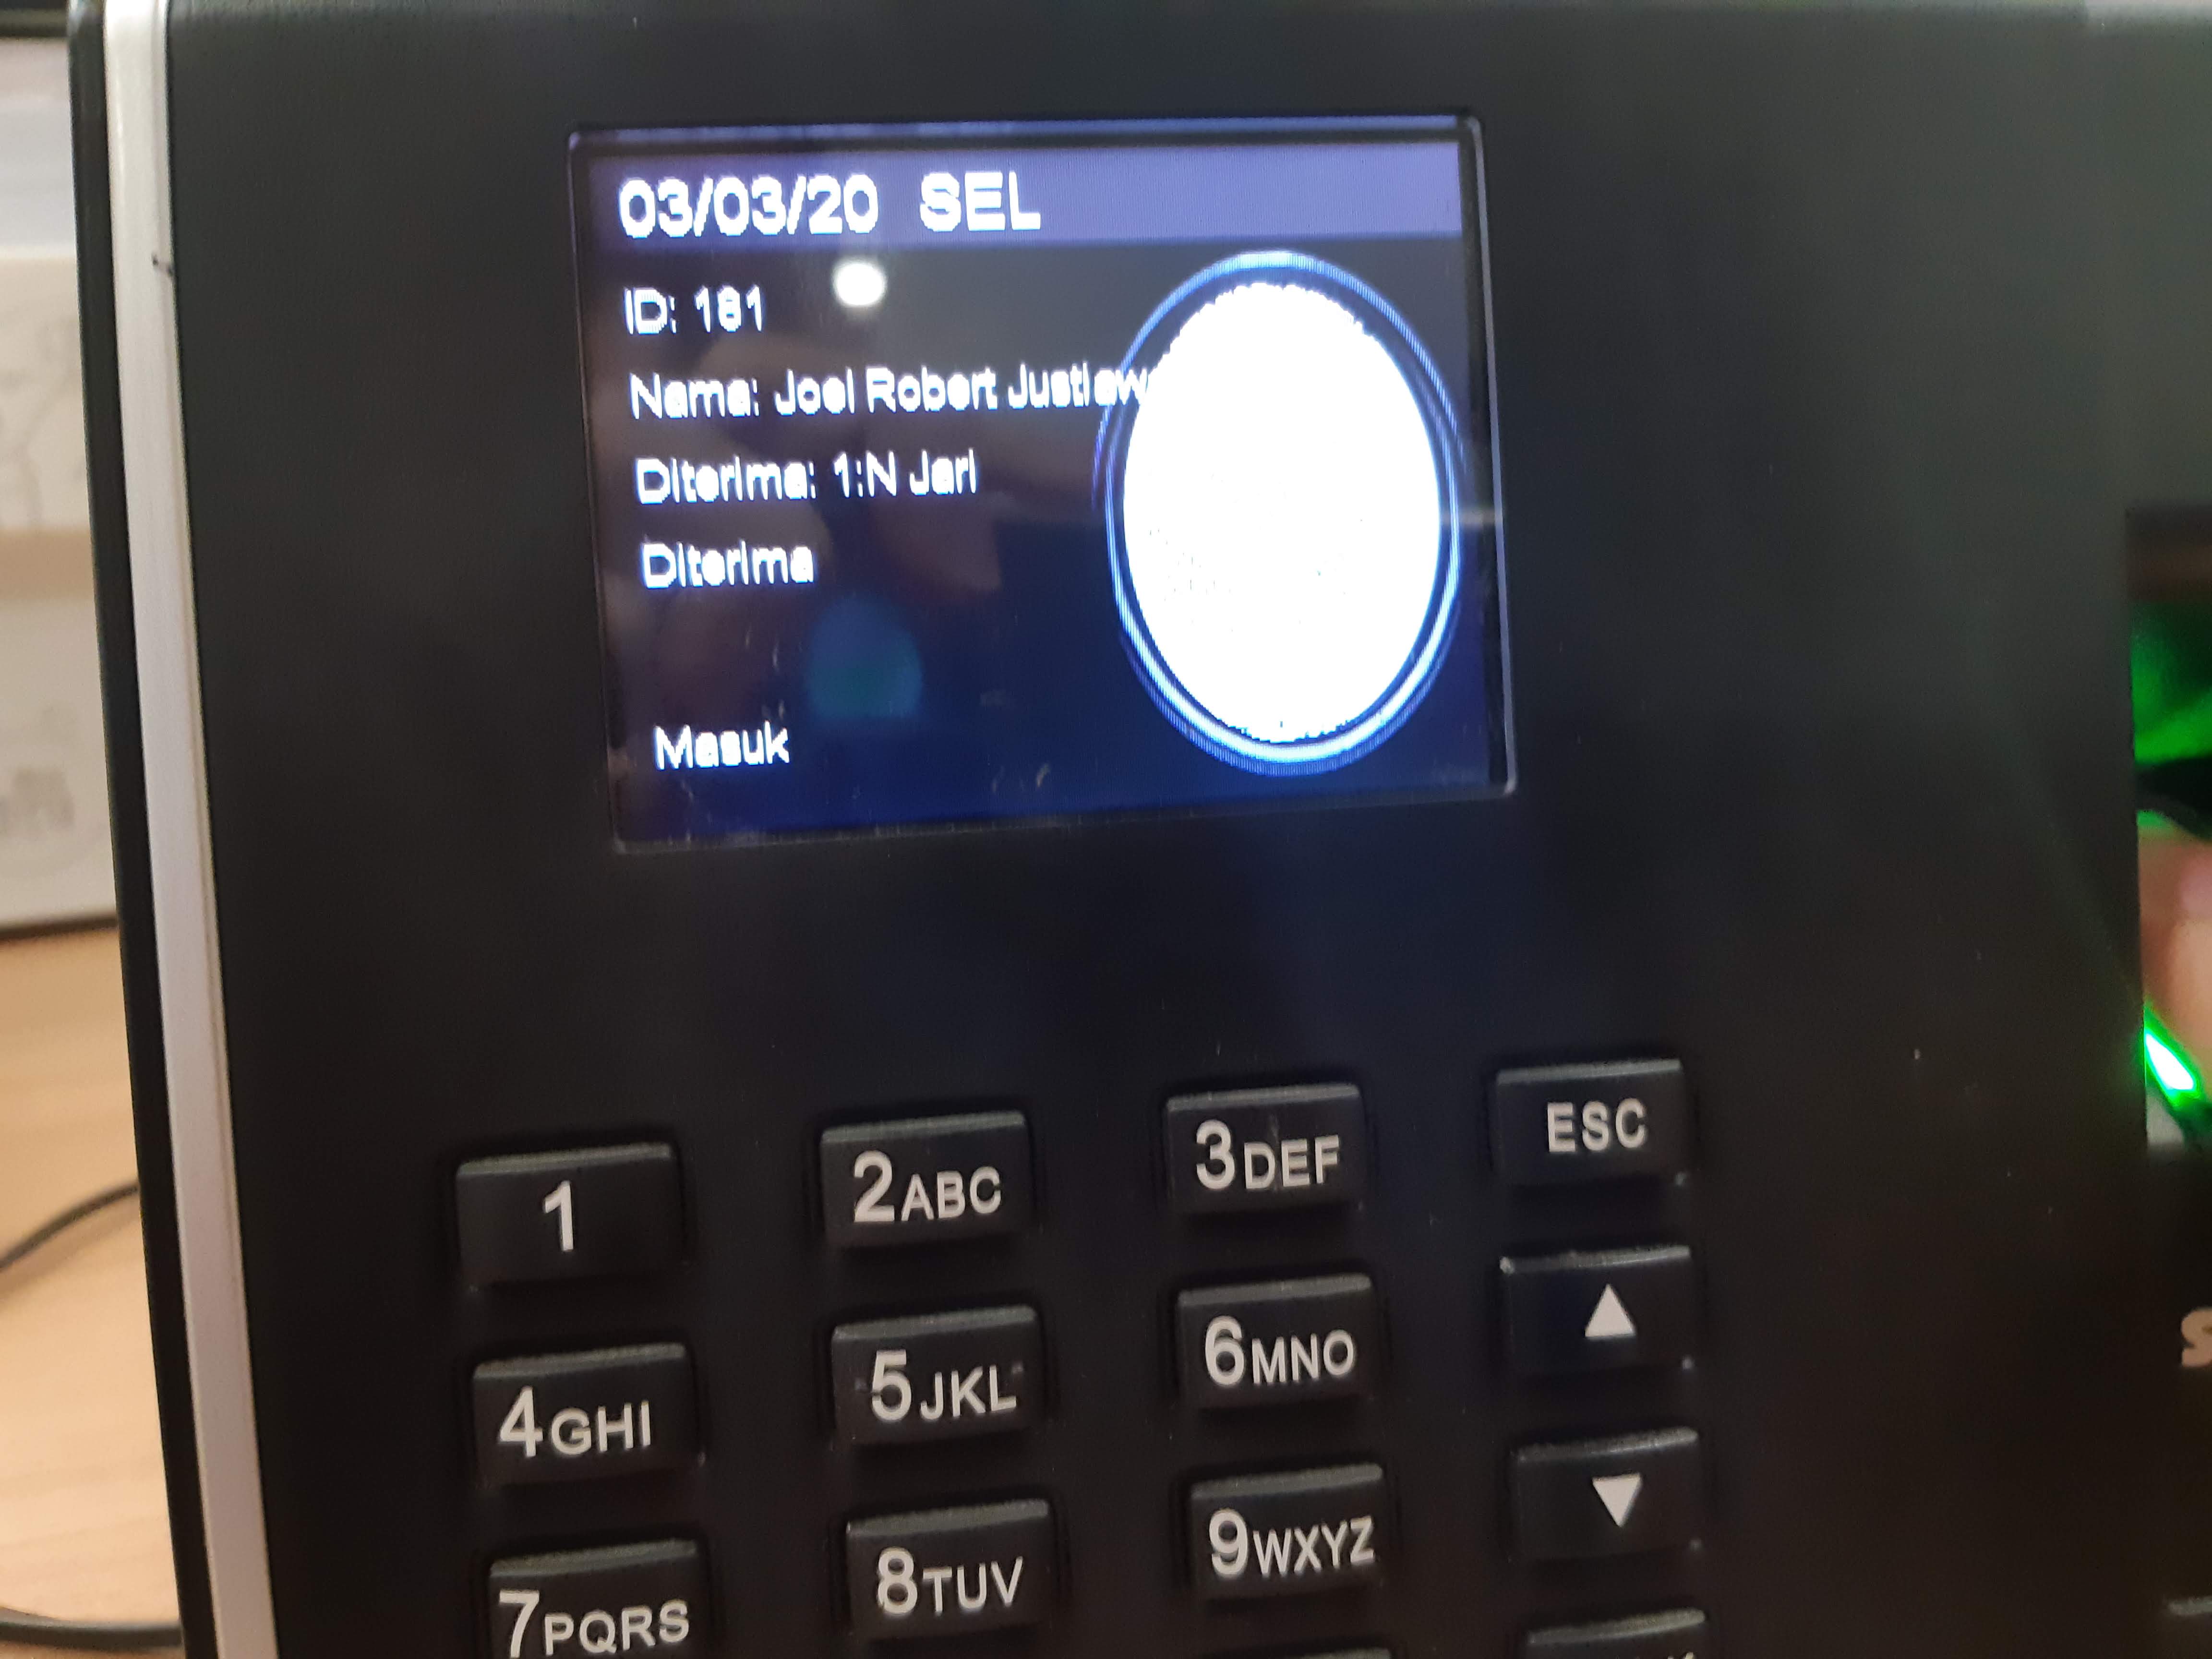 03/03/20 SEL
ID: 181
Nama: Joel Robert Justiaw
Diterima: 1:N Jari
Diterima
Masuk
1 2ABC 3DEF ESC
4GHI 5JKL 6MNO ▲
7PQRS 8TUV 9WXYZ ▼